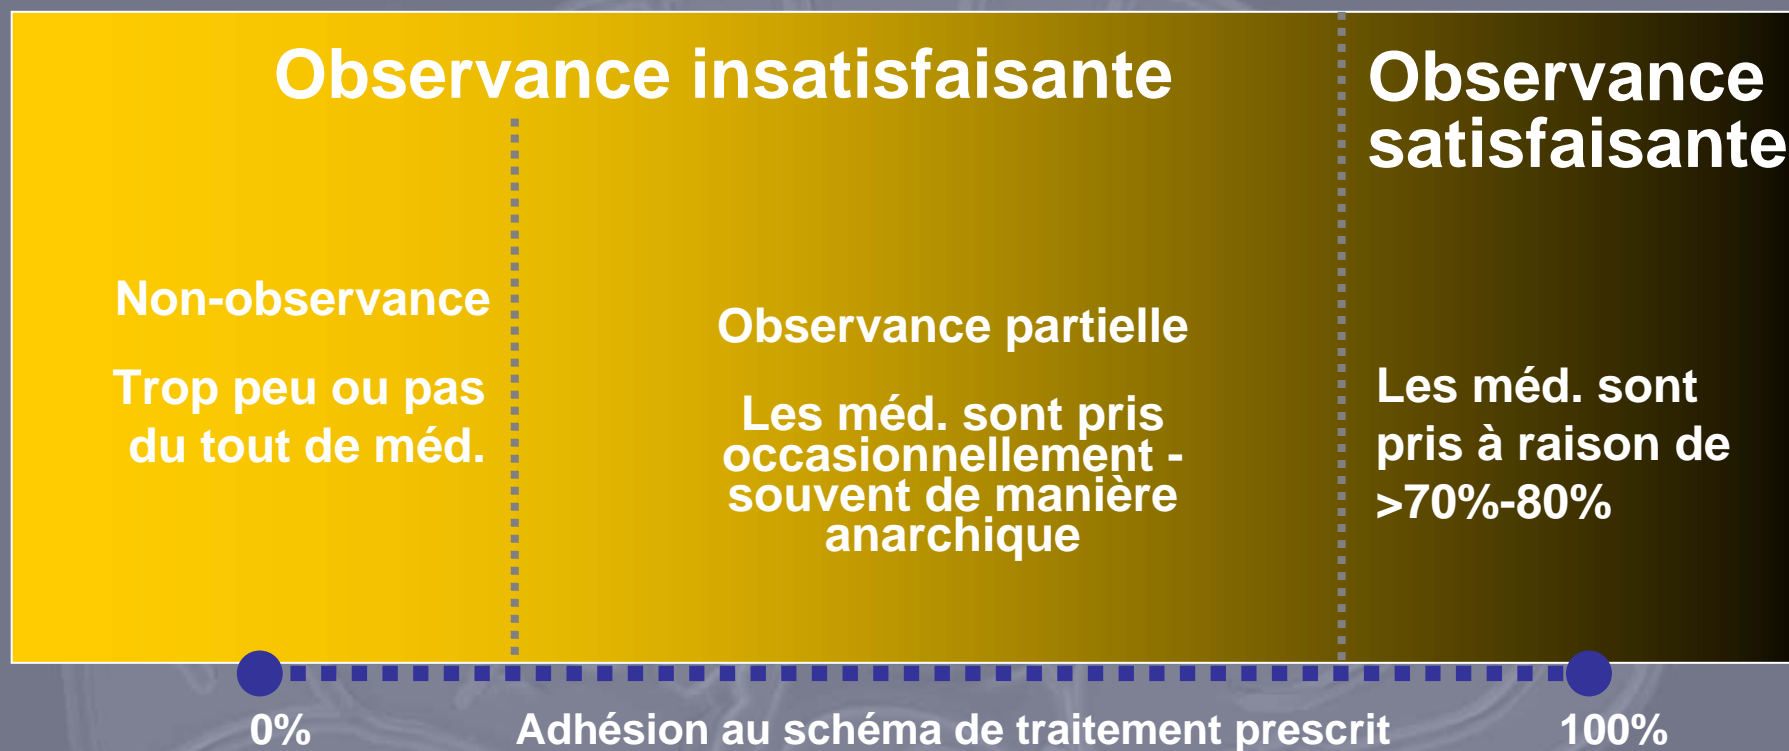 Observance insatisfaisante
Observance
satisfaisante
Non-observance
Trop peu ou pas
du tout de méd.
Observance partielle
Les méd. sont pris
occasionnellement -
souvent de manière
anarchique
Les méd. sont
pris à raison de
>70%-80%
0%
Adhésion au schéma de traitement prescrit
100%